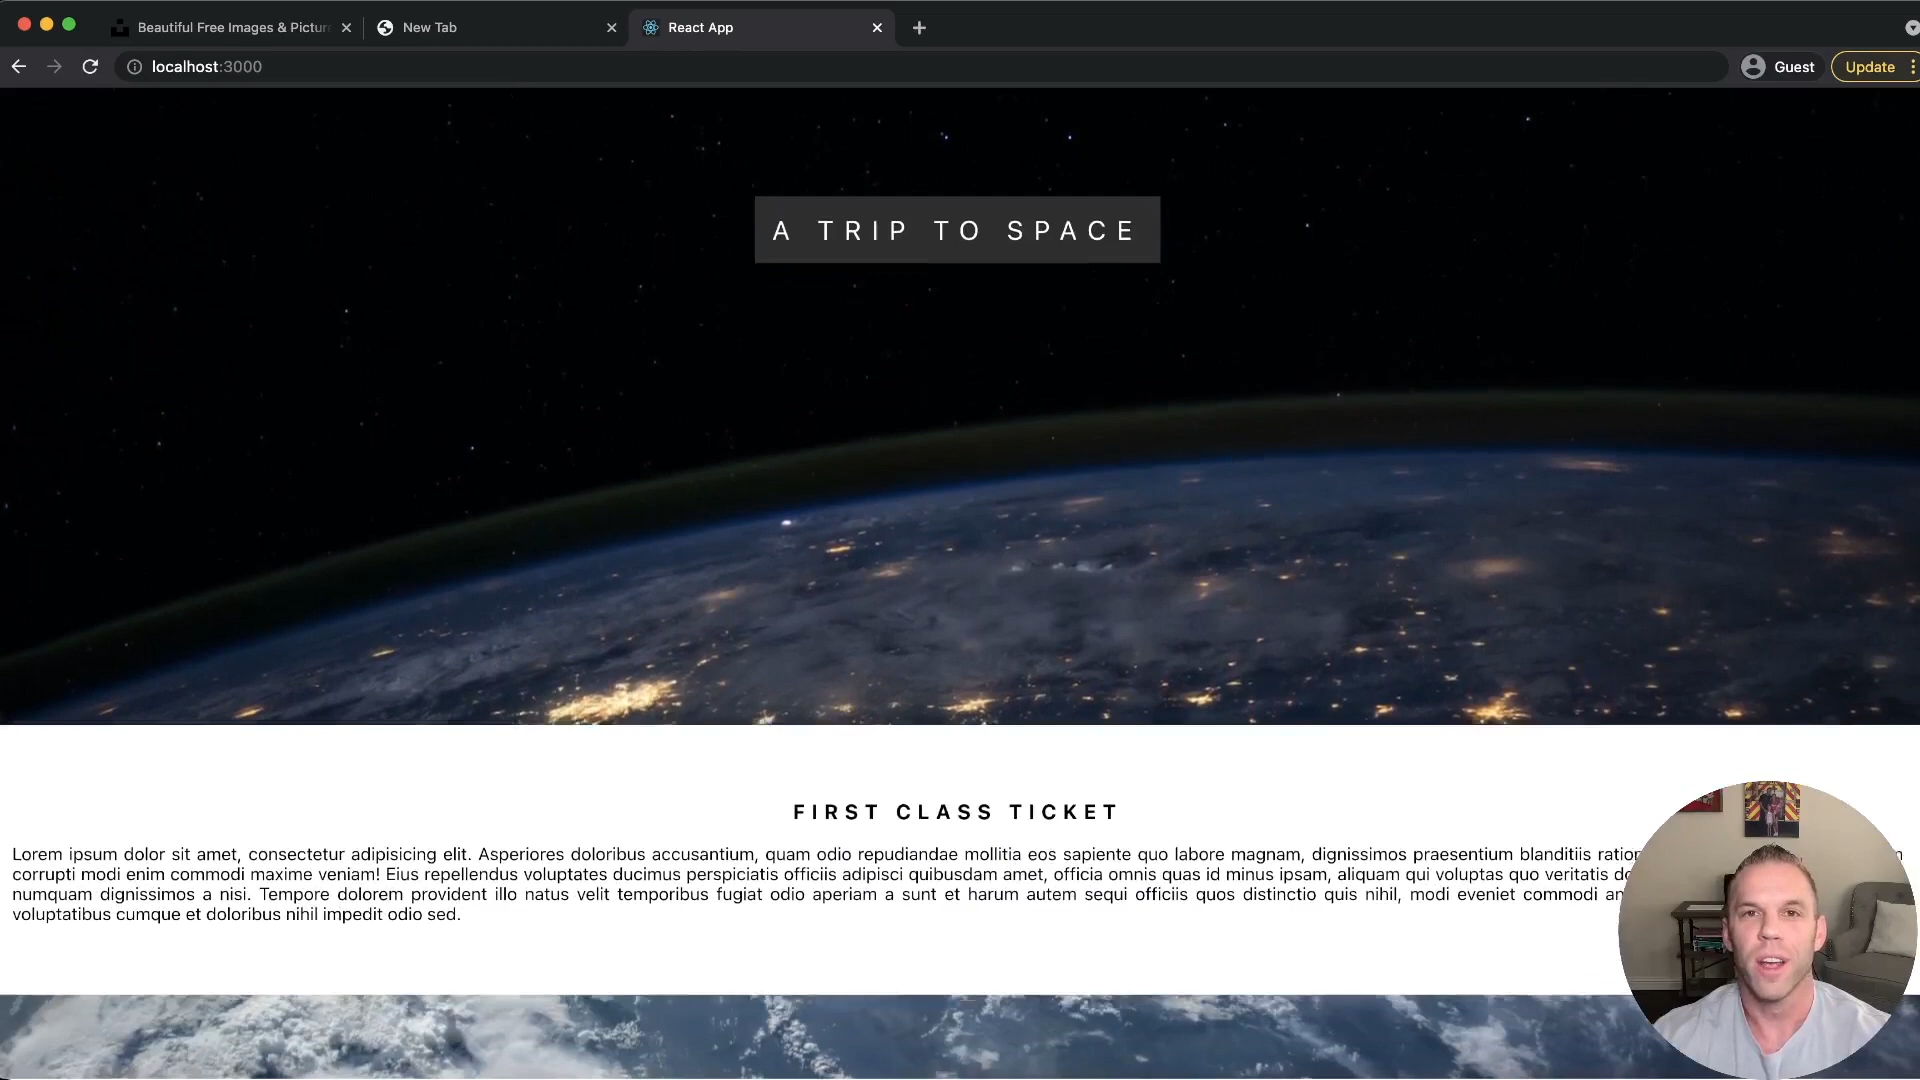 Beautiful Free Images & Pictur
New Tab
React App
localhost:3000
Guest
Update
A TRIP TO SPACE
FIRST CLASS TICKET
Lorem ipsum dolor sit amet, consectetur adipisicing elit. Asperiores doloribus accusantium, quam odio repudiandae mollitia eos sapiente quo labore magnam, dignissimos praesentium blanditiis ration
corrupti modi enim commodi maxime veniam! Eius repellendus voluptates ducimus perspiciatis officiis adipisci quibusdam amet, officia omnis quas id minus ipsam, aliquam qui voluptas quo veritatis
numquam dignissimos a nisi. Tempore dolorem provident illo natus velit temporibus fugiat odio aperiam a sunt et harum autem sequi officiis quos distinctio quis nihil, modi eveniet commodi
voluptatibus cumque et doloribus nihil impedit odio sed.